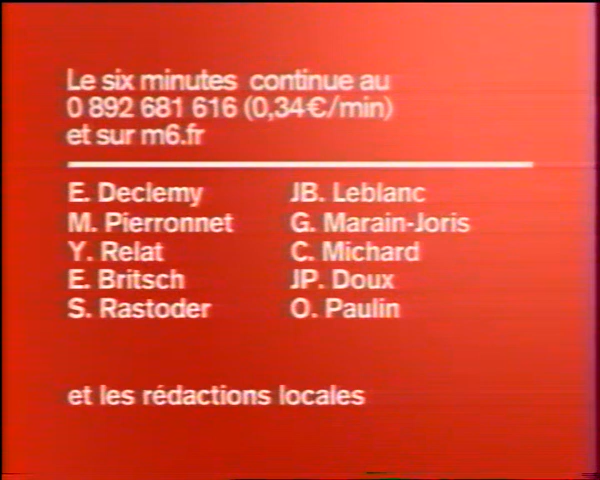 Le six minutes continue au
0 892 681 616 (0,34€/min)
et sur m6.fr
E. Declemy
M. Pierronnet
Y. Relat
E. Britsch
S. Rastoder
JB. Leblanc
G. Marain-Joris
C. Michard
JP. Doux
O. Paulin
et les rédactions locales